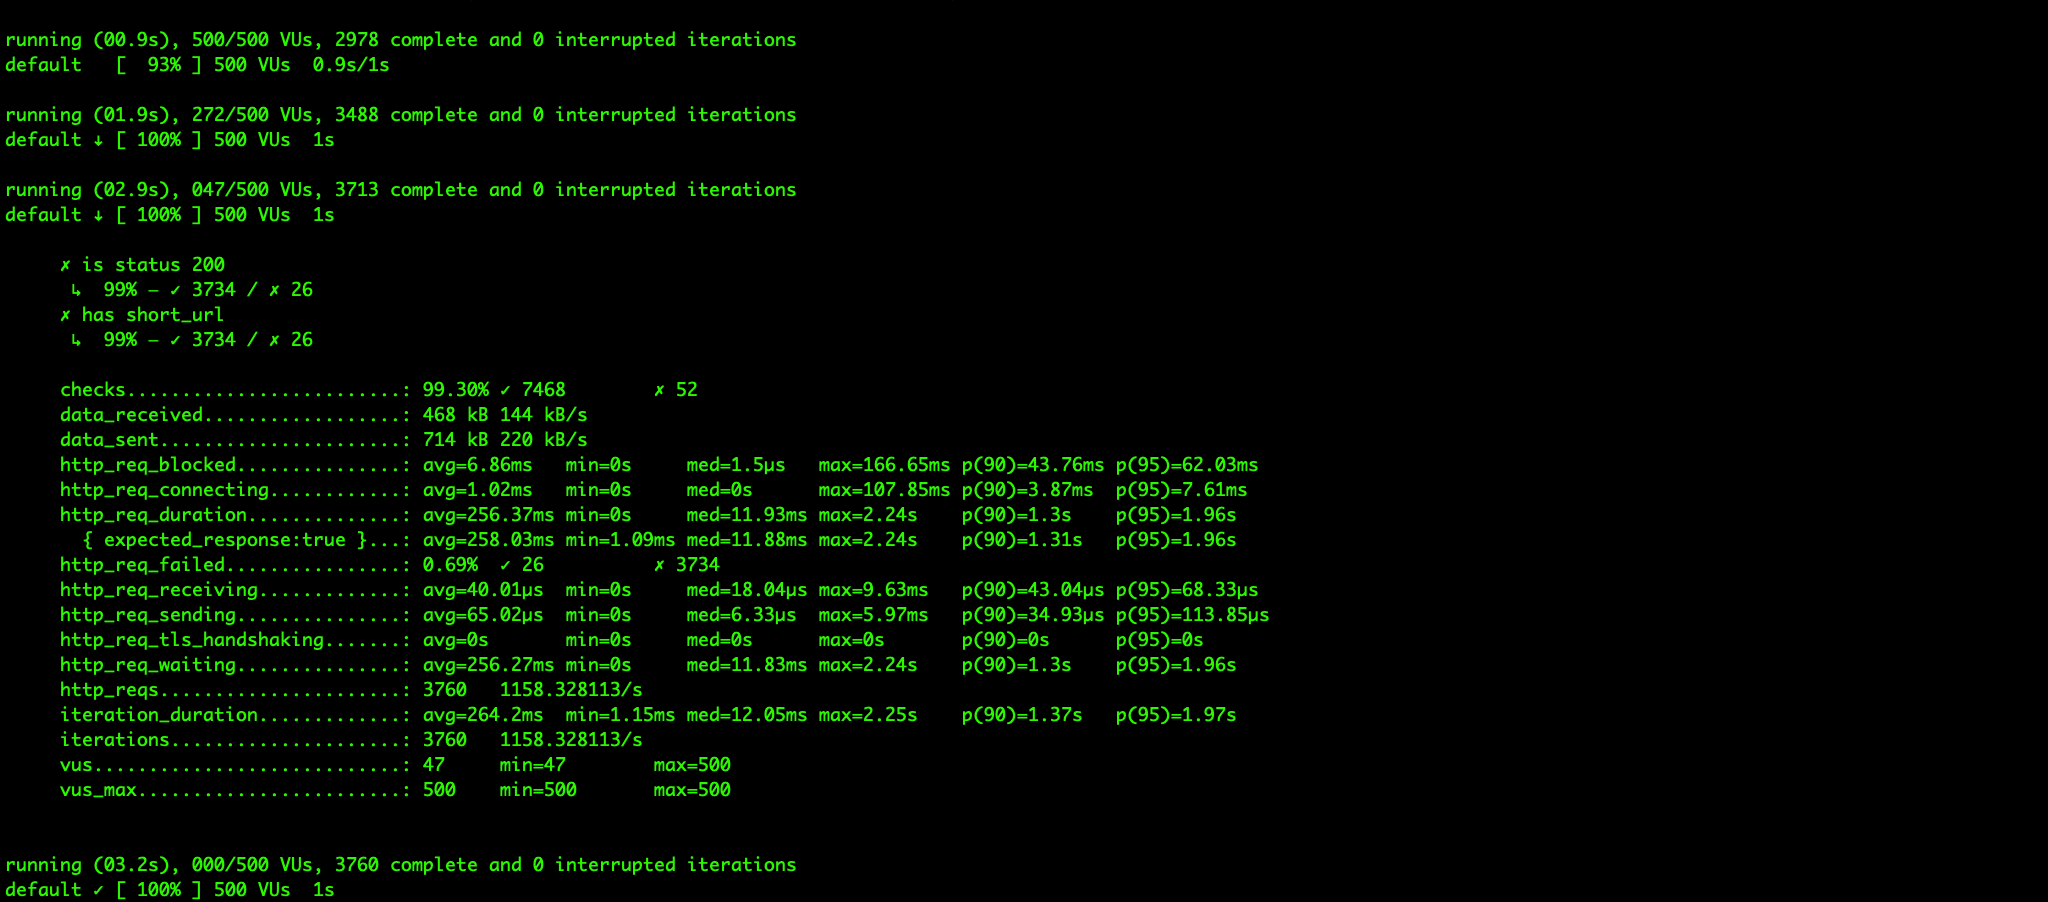 running (00.9s), 500/500 VUs, 2978 complete and 0 interrupted iterations
default   [  93% ] 500 VUs  0.9s/1s

running (01.9s), 272/500 VUs, 3488 complete and 0 interrupted iterations
default ↓ [ 100% ] 500 VUs  1s

running (02.9s), 047/500 VUs, 3713 complete and 0 interrupted iterations
default ↓ [ 100% ] 500 VUs  1s

     ✗ is status 200
      ↳  99% — ✓ 3734 / ✗ 26
     ✗ has short_url
      ↳  99% — ✓ 3734 / ✗ 26

     checks.........................: 99.30% ✓ 7468        ✗ 52
     data_received..................: 468 kB 144 kB/s
     data_sent......................: 714 kB 220 kB/s
     http_req_blocked...............: avg=6.86ms   min=0s     med=1.5µs   max=166.65ms p(90)=43.76ms p(95)=62.03ms
     http_req_connecting............: avg=1.02ms   min=0s     med=0s      max=107.85ms p(90)=3.87ms  p(95)=7.61ms
     http_req_duration..............: avg=256.37ms min=0s     med=11.93ms max=2.24s    p(90)=1.3s    p(95)=1.96s
       { expected_response:true }...: avg=258.03ms min=1.09ms med=11.88ms max=2.24s    p(90)=1.31s   p(95)=1.96s
     http_req_failed................: 0.69%  ✓ 26          ✗ 3734
     http_req_receiving.............: avg=40.01µs  min=0s     med=18.04µs max=9.63ms   p(90)=43.04µs p(95)=68.33µs
     http_req_sending...............: avg=65.02µs  min=0s     med=6.33µs  max=5.97ms   p(90)=34.93µs p(95)=113.85µs
     http_req_tls_handshaking.......: avg=0s       min=0s     med=0s      max=0s       p(90)=0s      p(95)=0s
     http_req_waiting...............: avg=256.27ms min=0s     med=11.83ms max=2.24s    p(90)=1.3s    p(95)=1.96s
     http_reqs......................: 3760   1158.328113/s
     iteration_duration.............: avg=264.2ms  min=1.15ms med=12.05ms max=2.25s    p(90)=1.37s   p(95)=1.97s
     iterations.....................: 3760   1158.328113/s
     vus............................: 47     min=47        max=500
     vus_max........................: 500    min=500       max=500

running (03.2s), 000/500 VUs, 3760 complete and 0 interrupted iterations
default ✓ [ 100% ] 500 VUs  1s